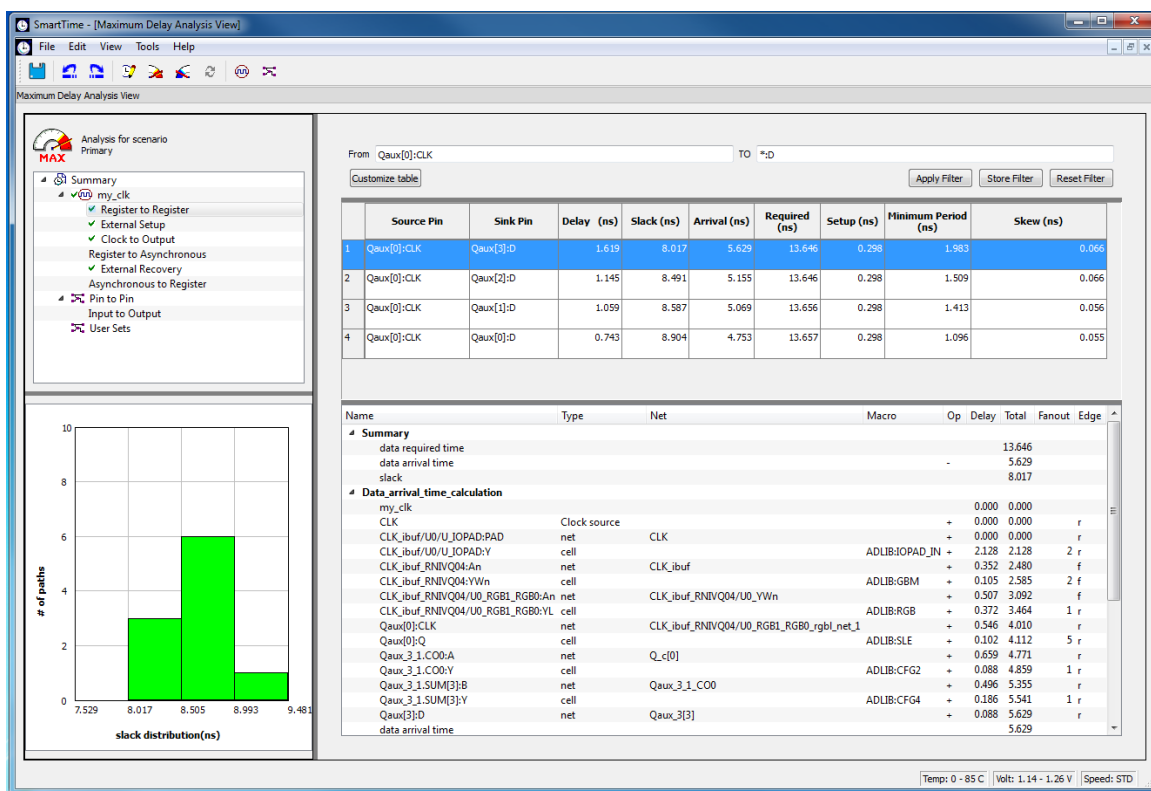 SmartTime - [Maximum Delay Analysis View]
File Edit View Tools Help
Maximum Delay Analysis View
MAX
Analysis for scenario
Primary
Summary
my_clk
Register to Register
External Setup
Clock to Output
Register to Asynchronous
External Recovery
Asynchronous to Register
Pin to Pin
Input to Output
User Sets
# of paths
10
8
6
4
2
0
7.529 8.017 8.505 8.993 9.481
slack distribution(ns)
From Qaux[0]:CLK TO *:D
Customize table Apply Filter Store Filter Reset Filter
Source Pin Sink Pin Delay (ns) Slack (ns) Arrival (ns) Required (ns) Setup (ns) Minimum Period (ns) Skew (ns)
1 Qaux[0]:CLK Qaux[3]:D 1.619 8.017 5.629 13.646 0.298 1.983 0.066
2 Qaux[0]:CLK Qaux[2]:D 1.145 8.491 5.155 13.646 0.298 1.509 0.066
3 Qaux[0]:CLK Qaux[1]:D 1.059 8.587 5.069 13.656 0.298 1.413 0.056
4 Qaux[0]:CLK Qaux[0]:D 0.743 8.904 4.753 13.657 0.298 1.096 0.055
Name Type Net Macro Op Delay Total Fanout Edge
Summary
data required time 13.646
data arrival time - 5.629
slack 8.017
Data_arrival_time_calculation
my_clk 0.000 0.000
CLK Clock source + 0.000 0.000 r
CLK_ibuf/U0/U_IOPAD:PAD net CLK + 0.000 0.000 r
CLK_ibuf/U0/U_IOPAD:Y cell ADLIB:IOPAD_IN + 2.128 2.128 2 r
CLK_ibuf_RNIVQ04:An net CLK_ibuf + 0.352 2.480 f
CLK_ibuf_RNIVQ04:YWn cell ADLIB:GBM + 0.105 2.585 2 f
CLK_ibuf_RNIVQ04/U0_RGB1_RGB0:An net CLK_ibuf_RNIVQ04/U0_YWn + 0.507 3.092 f
CLK_ibuf_RNIVQ04/U0_RGB1_RGB0:YL cell ADLIB:RGB + 0.372 3.464 1 r
Qaux[0]:CLK net CLK_ibuf_RNIVQ04/U0_RGB1_RGB0_rgbl_net_1 + 0.546 4.010 r
Qaux[0]:Q cell ADLIB:SLE + 0.102 4.112 5 r
Qaux_3_1.CO0:A net Q_c[0] + 0.659 4.771 r
Qaux_3_1.CO0:Y cell ADLIB:CFG2 + 0.088 4.859 1 r
Qaux_3_1.SUM[3]:B net Qaux_3_1_CO0 + 0.496 5.355 r
Qaux_3_1.SUM[3]:Y cell ADLIB:CFG4 + 0.186 5.541 1 r
Qaux[3]:D net Qaux_3[3] + 0.088 5.629 r
data arrival time 5.629
Temp: 0 - 85 C Volt: 1.14 - 1.26 V Speed: STD